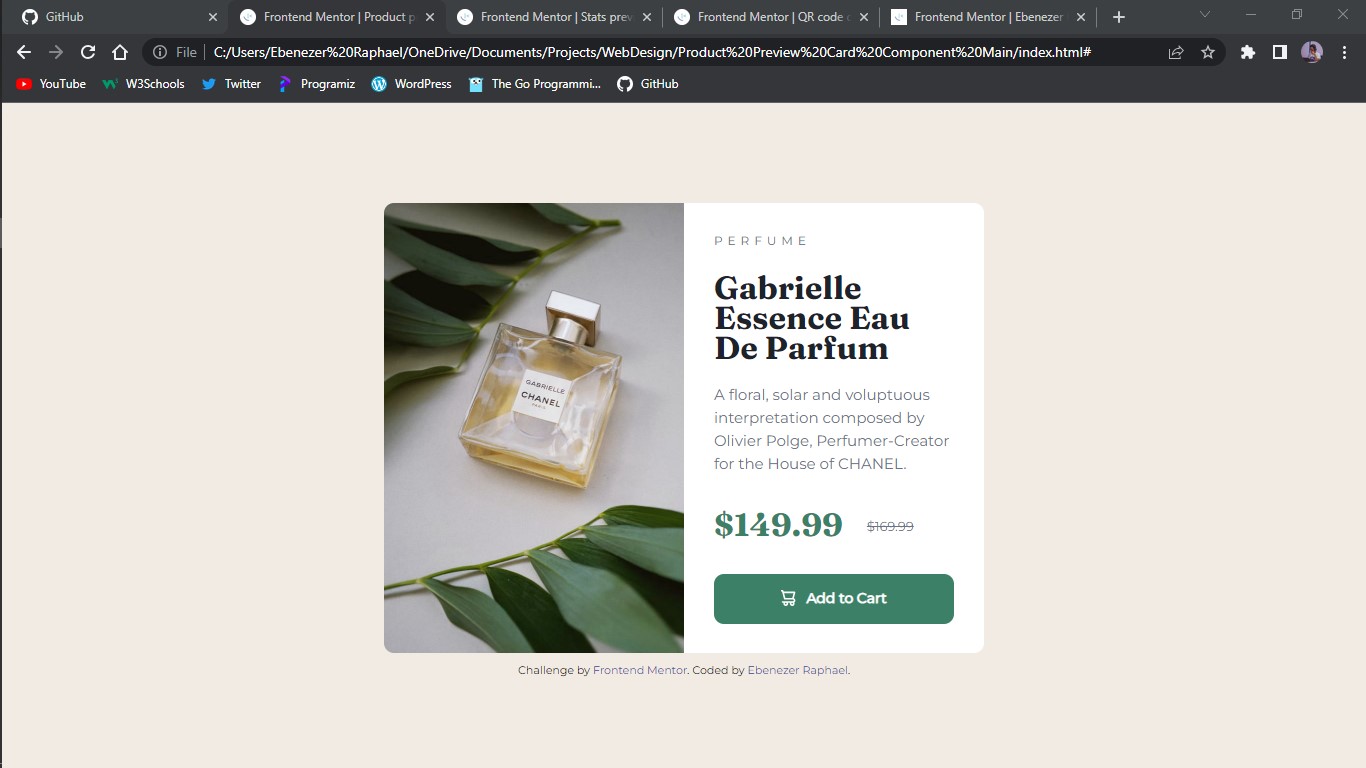 GitHub
Frontend Mentor | Product p
Frontend Mentor | Stats prev
Frontend Mentor | QR code c
Frontend Mentor | Ebenezer
File
C:/Users/Ebenezer%20Raphael/OneDrive/Documents/Projects/WebDesign/Product%20Preview%20Card%20Component%20Main/index.html#
YouTube
W3Schools
Twitter
Programiz
WordPress
The Go Programmi...
GitHub
GABRIELLE
CHANEL
PARIS
PERFUME
Gabrielle
Essence Eau
De Parfum
A floral, solar and voluptuous
interpretation composed by
Olivier Polge, Perfumer-Creator
for the House of CHANEL.
$149.99
$169.99
Add to Cart
Challenge by Frontend Mentor. Coded by Ebenezer Raphael.